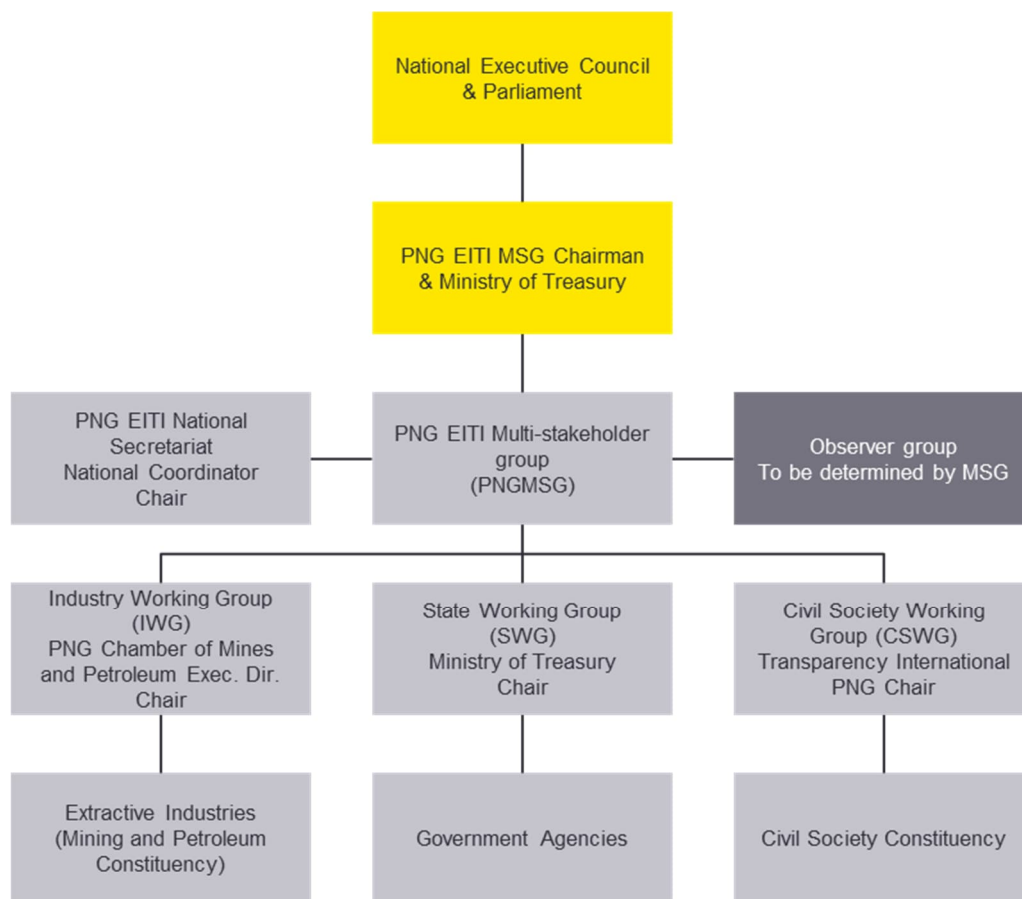 National Executive Council
& Parliament
PNG EITI MSG Chairman
& Ministry of Treasury
PNG EITI National
Secretariat
National Coordinator
Chair
PNG EITI Multi-stakeholder
group
(PNGMSG)
Observer group
To be determined by MSG
Industry Working Group
(IWG)
PNG Chamber of Mines
and Petroleum Exec. Dir.
Chair
State Working Group
(SWG)
Ministry of Treasury
Chair
Civil Society Working
Group (CSWG)
Transparency International
PNG Chair
Extractive Industries
(Mining and Petroleum
Constituency)
Government Agencies
Civil Society Constituency